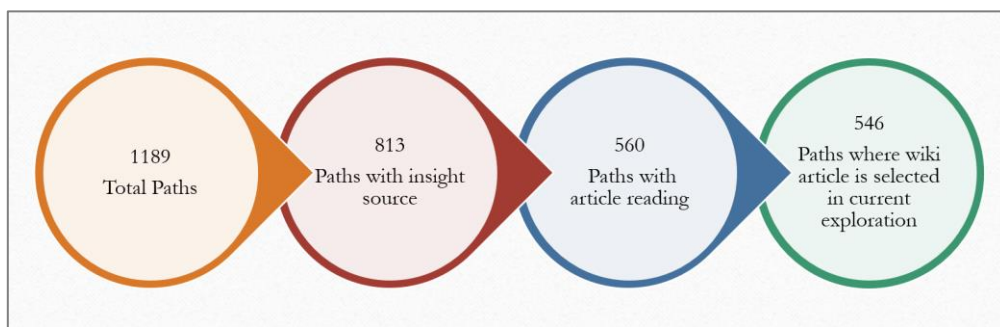 1189
Total Paths
813
Paths with insight
source
560
Paths with
article reading
546
Paths where wiki
article is selected
in current
exploration